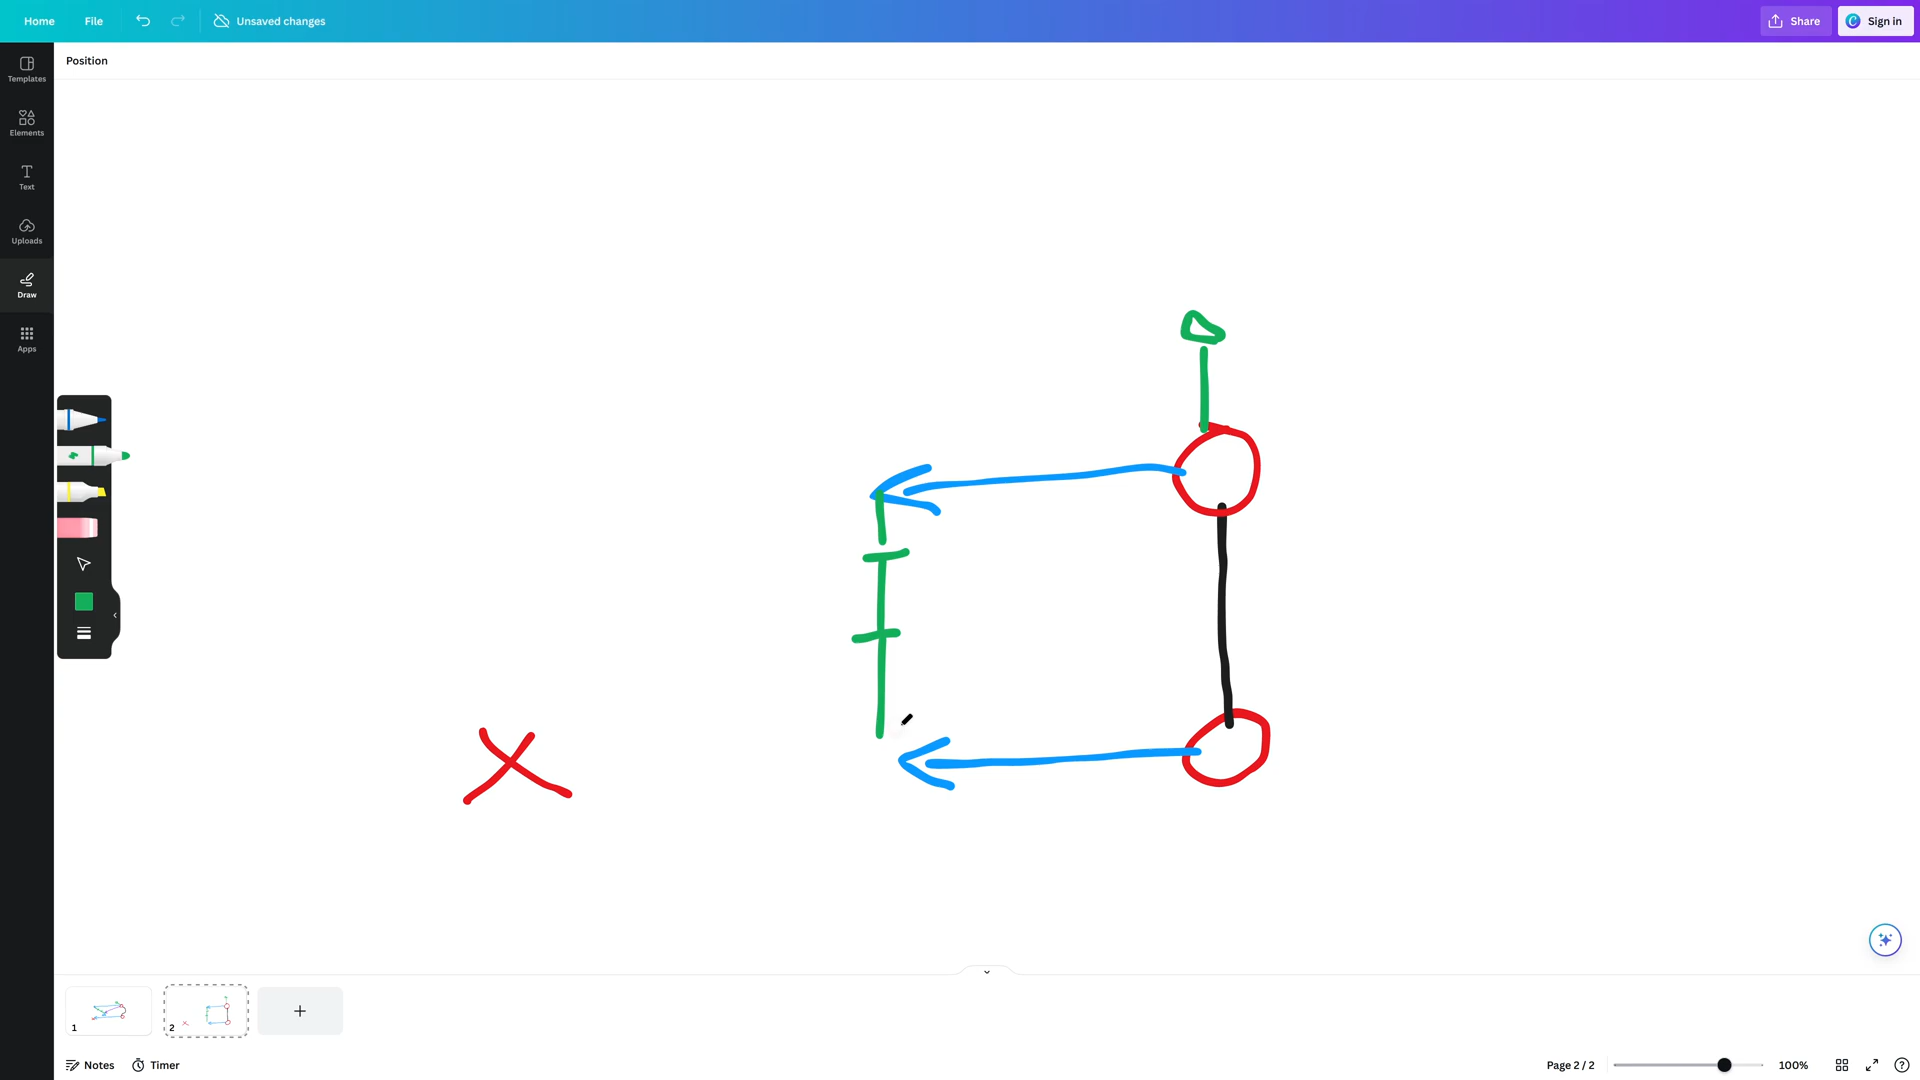 Home File Unsaved changes Share Sign in
Position
Templates
Elements
Text
Uploads
Draw
Apps
1
2
Notes Timer
Page 2 / 2 100%